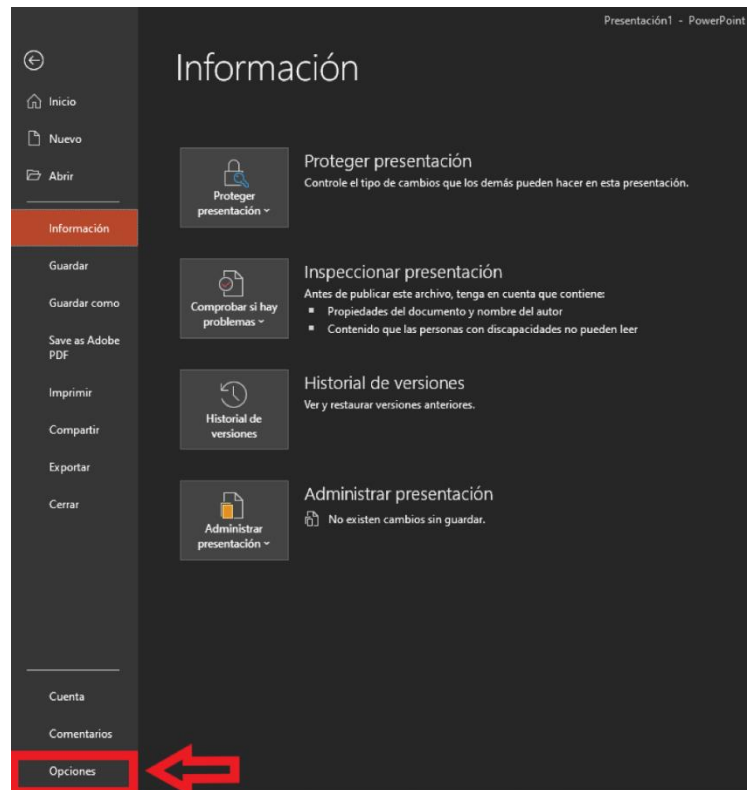 Presentación1 - PowerPoint
Información
Inicio
Nuevo
Abrir
Información
Guardar
Guardar como
Save as Adobe
PDF
Imprimir
Compartir
Exportar
Cerrar
Cuenta
Comentarios
Opciones
Proteger
presentación
Proteger presentación
Controle el tipo de cambios que los demás pueden hacer en esta presentación.
Comprobar si hay
problemas
Inspeccionar presentación
Antes de publicar este archivo, tenga en cuenta que contiene:
Propiedades del documento y nombre del autor
Contenido que las personas con discapacidades no pueden leer
Historial de
versiones
Historial de versiones
Ver y restaurar versiones anteriores.
Administrar
presentación
Administrar presentación
No existen cambios sin guardar.